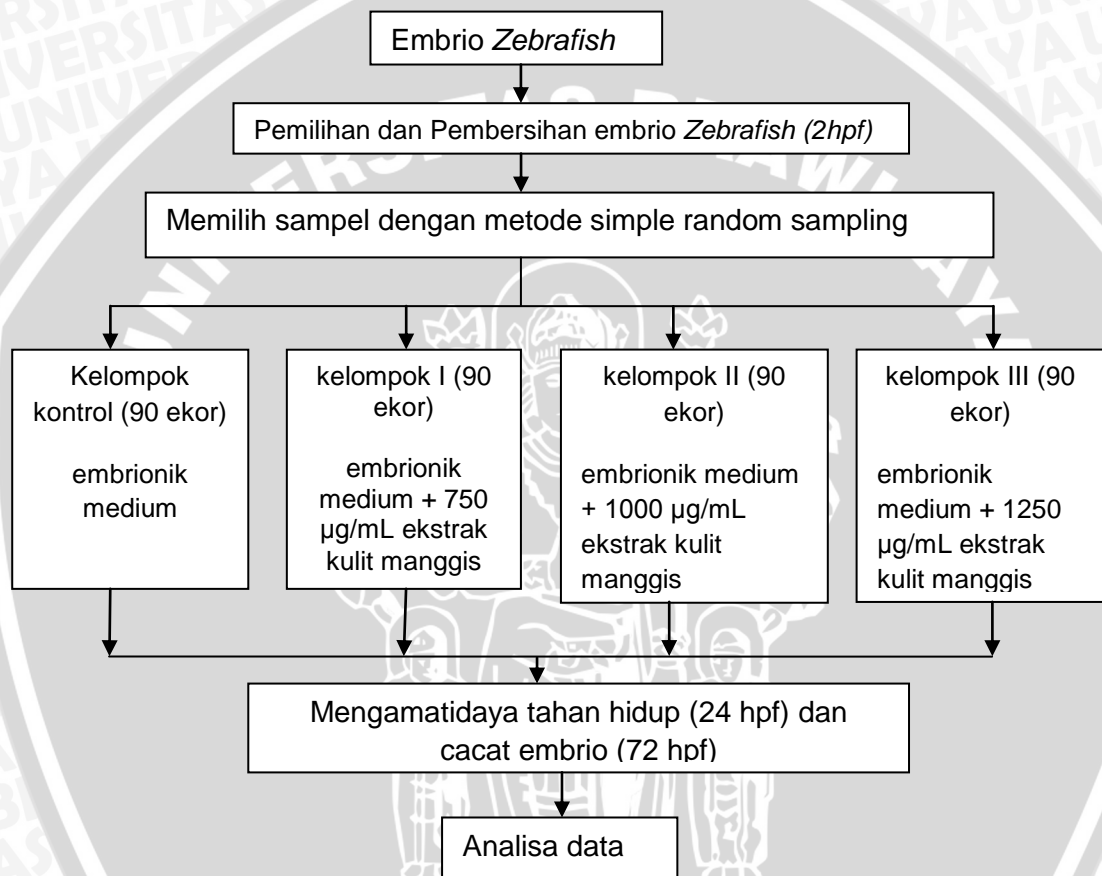 Embrio Zebrafish
Pemilihan dan Pembersihan embrio Zebrafish (2hpf)
Memilih sampel dengan metode simple random sampling
Kelompok
kontrol (90 ekor)
embrionik
medium
kelompok I (90
ekor)
embrionik
medium + 750
µg/mL ekstrak
kulit manggis
kelompok II (90
ekor)
embrionik medium
+ 1000 µg/mL
ekstrak kulit
manggis
kelompok III (90
ekor)
embrionik
medium + 1250
µg/mL ekstrak
kulit manggis
Mengamatidaya tahan hidup (24 hpf) dan
cacat embrio (72 hpf)
Analisa data